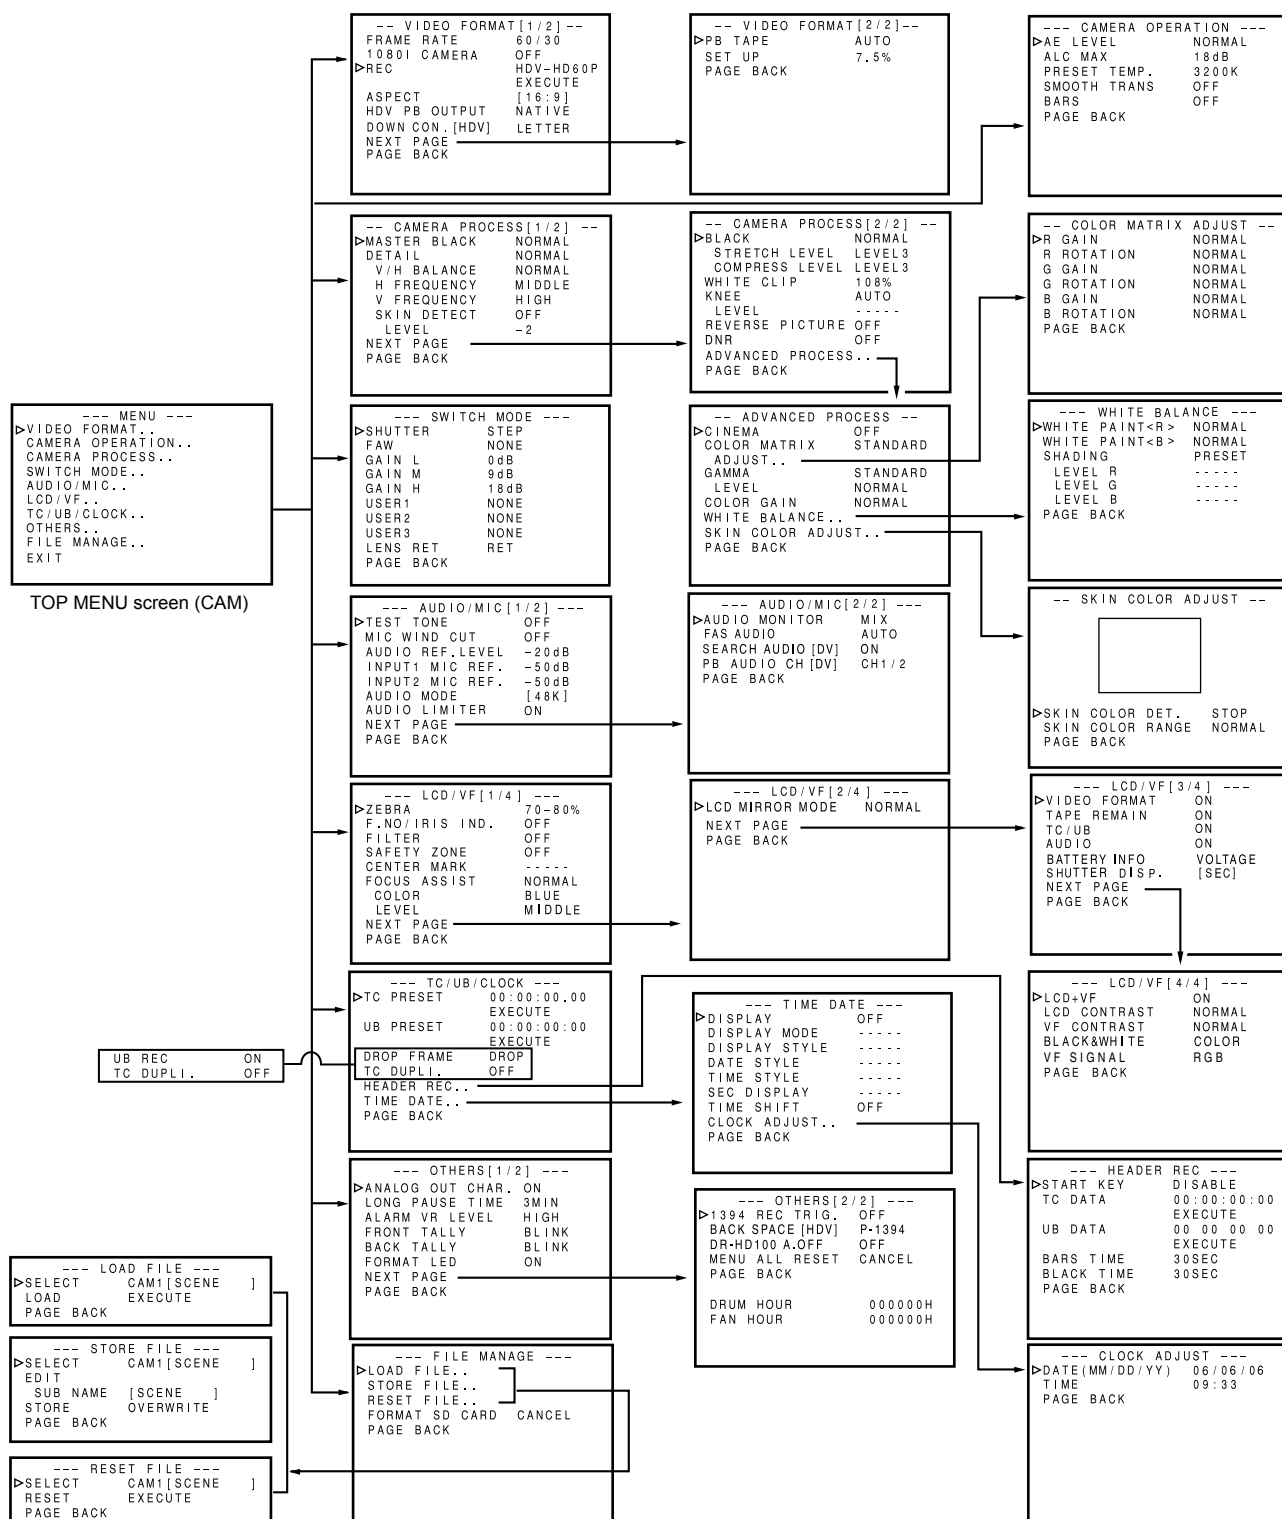 -- VIDEO FORMAT[1/2] --
FRAME RATE 60/30
1080I CAMERA OFF
▷REC HDV-HD60P
EXECUTE
ASPECT [16:9]
HDV PB OUTPUT NATIVE
DOWN CON.[HDV] LETTER
NEXT PAGE
PAGE BACK
-- VIDEO FORMAT[2/2] --
▷PB TAPE AUTO
SET UP 7.5%
PAGE BACK
--- CAMERA OPERATION ---
▷AE LEVEL NORMAL
ALC MAX 18dB
PRESET TEMP. 3200K
SMOOTH TRANS OFF
BARS OFF
PAGE BACK
-- CAMERA PROCESS[1/2] --
▷MASTER BLACK NORMAL
DETAIL NORMAL
V/H BALANCE NORMAL
H FREQUENCY MIDDLE
V FREQUENCY HIGH
SKIN DETECT OFF
LEVEL -2
NEXT PAGE
PAGE BACK
-- CAMERA PROCESS[2/2] --
▷BLACK NORMAL
STRETCH LEVEL LEVEL3
COMPRESS LEVEL LEVEL3
WHITE CLIP 108%
KNEE AUTO
LEVEL -----
REVERSE PICTURE OFF
DNR OFF
ADVANCED PROCESS..
PAGE BACK
-- COLOR MATRIX ADJUST --
▷R GAIN NORMAL
R ROTATION NORMAL
G GAIN NORMAL
G ROTATION NORMAL
B GAIN NORMAL
B ROTATION NORMAL
PAGE BACK
--- MENU ---
▷VIDEO FORMAT..
CAMERA OPERATION..
CAMERA PROCESS..
SWITCH MODE..
AUDIO/MIC..
LCD/VF..
TC/UB/CLOCK..
OTHERS..
FILE MANAGE..
EXIT
TOP MENU screen (CAM)
--- SWITCH MODE ---
▷SHUTTER STEP
FAW NONE
GAIN L 0dB
GAIN M 9dB
GAIN H 18dB
USER1 NONE
USER2 NONE
USER3 NONE
LENS RET RET
PAGE BACK
-- ADVANCED PROCESS --
▷CINEMA OFF
COLOR MATRIX STANDARD
ADJUST..
GAMMA STANDARD
LEVEL NORMAL
COLOR GAIN NORMAL
WHITE BALANCE..
SKIN COLOR ADJUST..
PAGE BACK
--- WHITE BALANCE ---
▷WHITE PAINT<R> NORMAL
WHITE PAINT<B> NORMAL
SHADING PRESET
LEVEL R -----
LEVEL G -----
LEVEL B -----
PAGE BACK
-- SKIN COLOR ADJUST --
▷SKIN COLOR DET. STOP
SKIN COLOR RANGE NORMAL
PAGE BACK
--- AUDIO/MIC[1/2] ---
▷TEST TONE OFF
MIC WIND CUT OFF
AUDIO REF.LEVEL -20dB
INPUT1 MIC REF. -50dB
INPUT2 MIC REF. -50dB
AUDIO MODE [48K]
AUDIO LIMITER ON
NEXT PAGE
PAGE BACK
--- AUDIO/MIC[2/2] ---
▷AUDIO MONITOR MIX
FAS AUDIO AUTO
SEARCH AUDIO [DV] ON
PB AUDIO CH [DV] CH1/2
PAGE BACK
--- LCD/VF[1/4] ---
▷ZEBRA 70-80%
F.NO/IRIS IND. OFF
FILTER OFF
SAFETY ZONE OFF
CENTER MARK -----
FOCUS ASSIST NORMAL
COLOR BLUE
LEVEL MIDDLE
NEXT PAGE
PAGE BACK
--- LCD/VF[2/4] ---
▷LCD MIRROR MODE NORMAL
NEXT PAGE
PAGE BACK
--- LCD/VF[3/4] ---
▷VIDEO FORMAT ON
TAPE REMAIN ON
TC/UB ON
AUDIO ON
BATTERY INFO VOLTAGE
SHUTTER DISP. [SEC]
NEXT PAGE
PAGE BACK
--- LCD/VF[4/4] ---
▷LCD+VF ON
LCD CONTRAST NORMAL
VF CONTRAST NORMAL
BLACK&WHITE COLOR
VF SIGNAL RGB
PAGE BACK
--- TC/UB/CLOCK ---
▷TC PRESET 00:00:00.00
EXECUTE
UB PRESET 00:00:00:00
EXECUTE
DROP FRAME DROP
TC DUPLI. OFF
HEADER REC..
TIME DATE..
PAGE BACK
UB REC ON
TC DUPLI. OFF
--- TIME DATE ---
▷DISPLAY OFF
DISPLAY MODE -----
DISPLAY STYLE -----
DATE STYLE -----
TIME STYLE -----
SEC DISPLAY -----
TIME SHIFT OFF
CLOCK ADJUST..
PAGE BACK
--- HEADER REC ---
▷START KEY DISABLE
TC DATA 00:00:00:00
EXECUTE
UB DATA 00 00 00 00
EXECUTE
BARS TIME 30SEC
BLACK TIME 30SEC
PAGE BACK
--- OTHERS[1/2] ---
▷ANALOG OUT CHAR. ON
LONG PAUSE TIME 3MIN
ALARM VR LEVEL HIGH
FRONT TALLY BLINK
BACK TALLY BLINK
FORMAT LED ON
NEXT PAGE
PAGE BACK
--- OTHERS[2/2] ---
▷1394 REC TRIG. OFF
BACK SPACE [HDV] P-1394
DR-HD100 A.OFF OFF
MENU ALL RESET CANCEL
PAGE BACK
DRUM HOUR 000000H
FAN HOUR 000000H
--- LOAD FILE ---
▷SELECT CAM1[SCENE ]
LOAD EXECUTE
PAGE BACK
--- STORE FILE ---
▷SELECT CAM1[SCENE ]
EDIT
SUB NAME [SCENE ]
STORE OVERWRITE
PAGE BACK
--- RESET FILE ---
▷SELECT CAM1[SCENE ]
RESET EXECUTE
PAGE BACK
--- FILE MANAGE ---
▷LOAD FILE..
STORE FILE..
RESET FILE..
FORMAT SD CARD CANCEL
PAGE BACK
--- CLOCK ADJUST ---
▷DATE(MM/DD/YY) 06/06/06
TIME 09:33
PAGE BACK